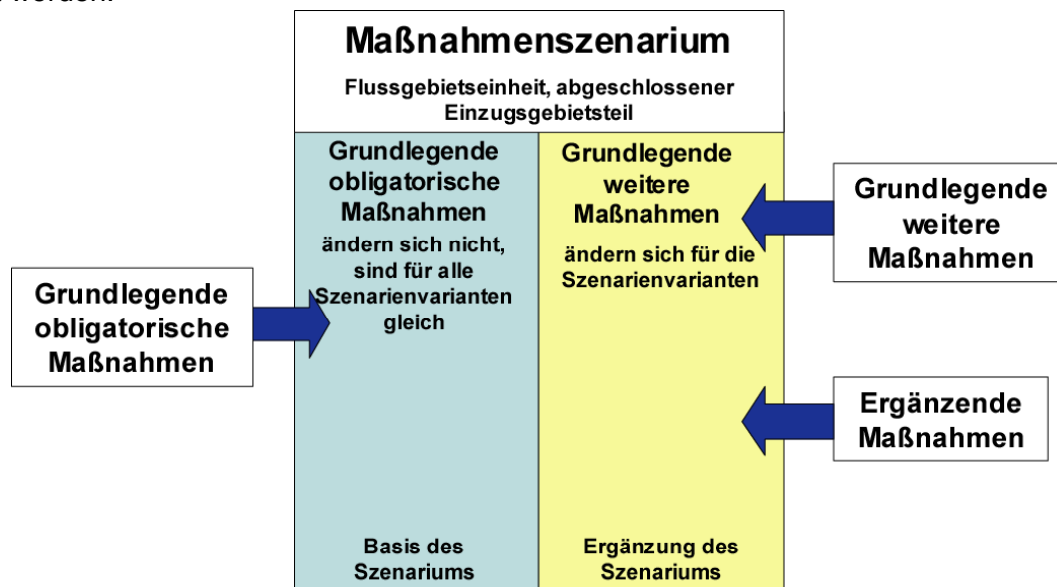 werden.
Maßnahmenszenarium
Flussgebietseinheit, abgeschlossener
Einzugsgebietsteil
Grundlegende
obligatorische
Maßnahmen
ändern sich nicht,
sind für alle
Szenarienvarianten
gleich
Basis des
Szenariums
Grundlegende
weitere
Maßnahmen
ändern sich für die
Szenarienvarianten
Ergänzung des
Szenariums
Grundlegende
obligatorische
Maßnahmen
Grundlegende
weitere
Maßnahmen
Ergänzende
Maßnahmen